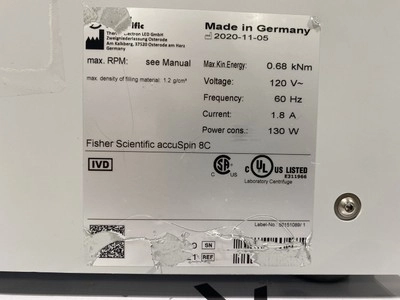 Made in Germany
2020-11-05
Electron LED GmbH
Zweigniederlassung Osterode
Am Kalkberg, 37520 Osterode am Harz
Germany
max. RPM: see Manual
max. density of filling material: 1.2 g/cm³
Max.Kin.Energy: 0.68 kNm
Voltage: 120 V~
Frequency: 60 Hz
Current: 1.8 A
Power cons.: 130 W
Fisher Scientific accuSpin 8C
IVD
C US
C UL US LISTED
E311966
Laboratory Centrifuge
SN